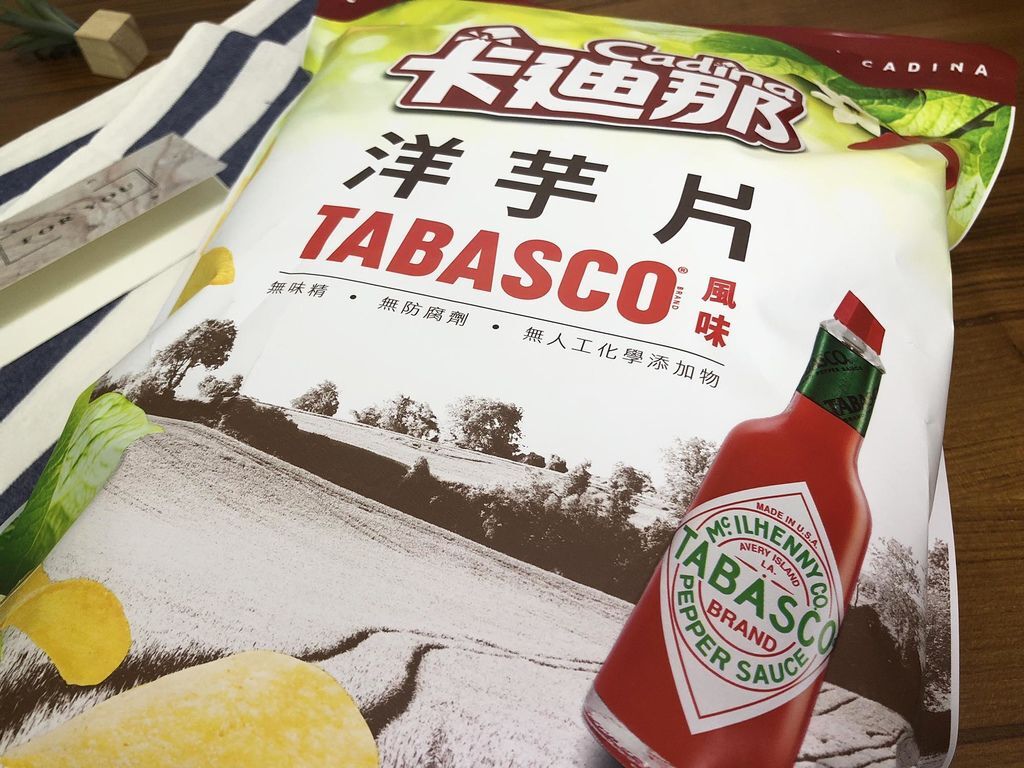 CADINA
Cadina
卡迪那
洋芋片
TABASCO®
BRAND
風味
無味精 • 無防腐劑 • 無人工化學添加物
FOR YOU
TABASCO
MADE IN U.S.A.
McILHENNY CO.
AVERY ISLAND
LA.
TABASCO
BRAND
PEPPER SAUCE